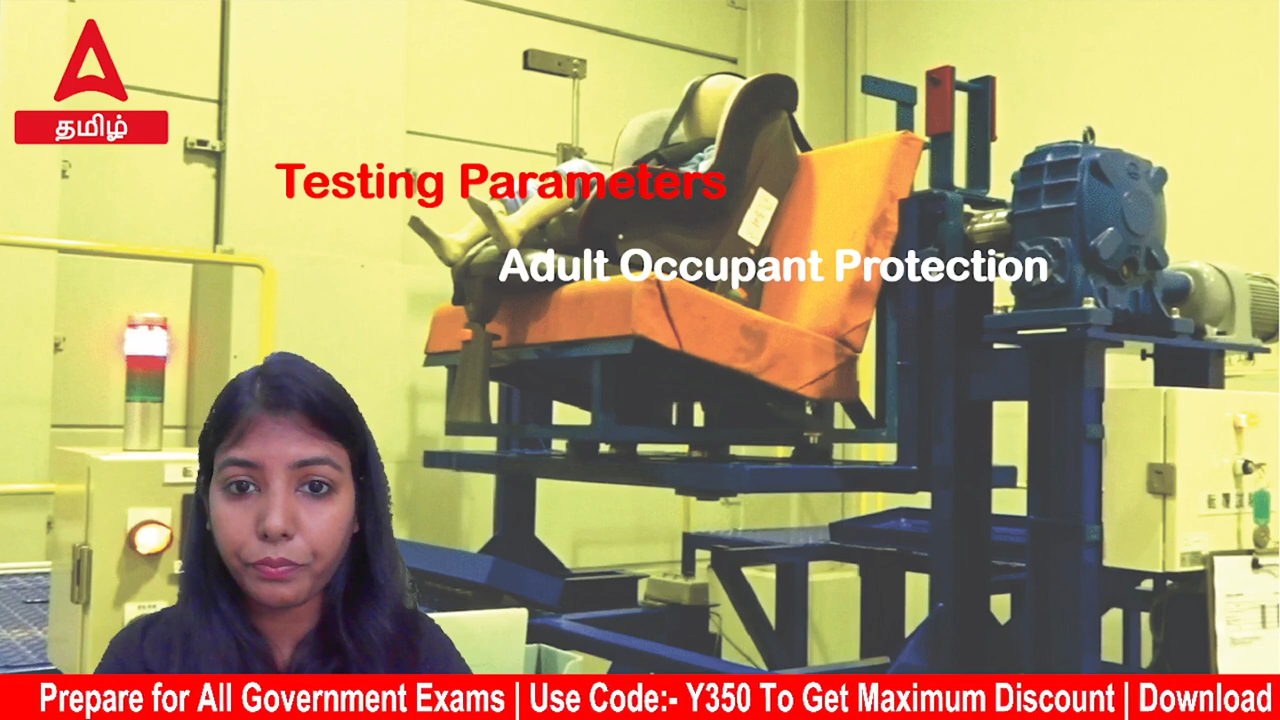 தமிழ்
Testing Parameters
Adult Occupant Protection
Prepare for All Government Exams | Use Code:- Y350 To Get Maximum Discount | Download